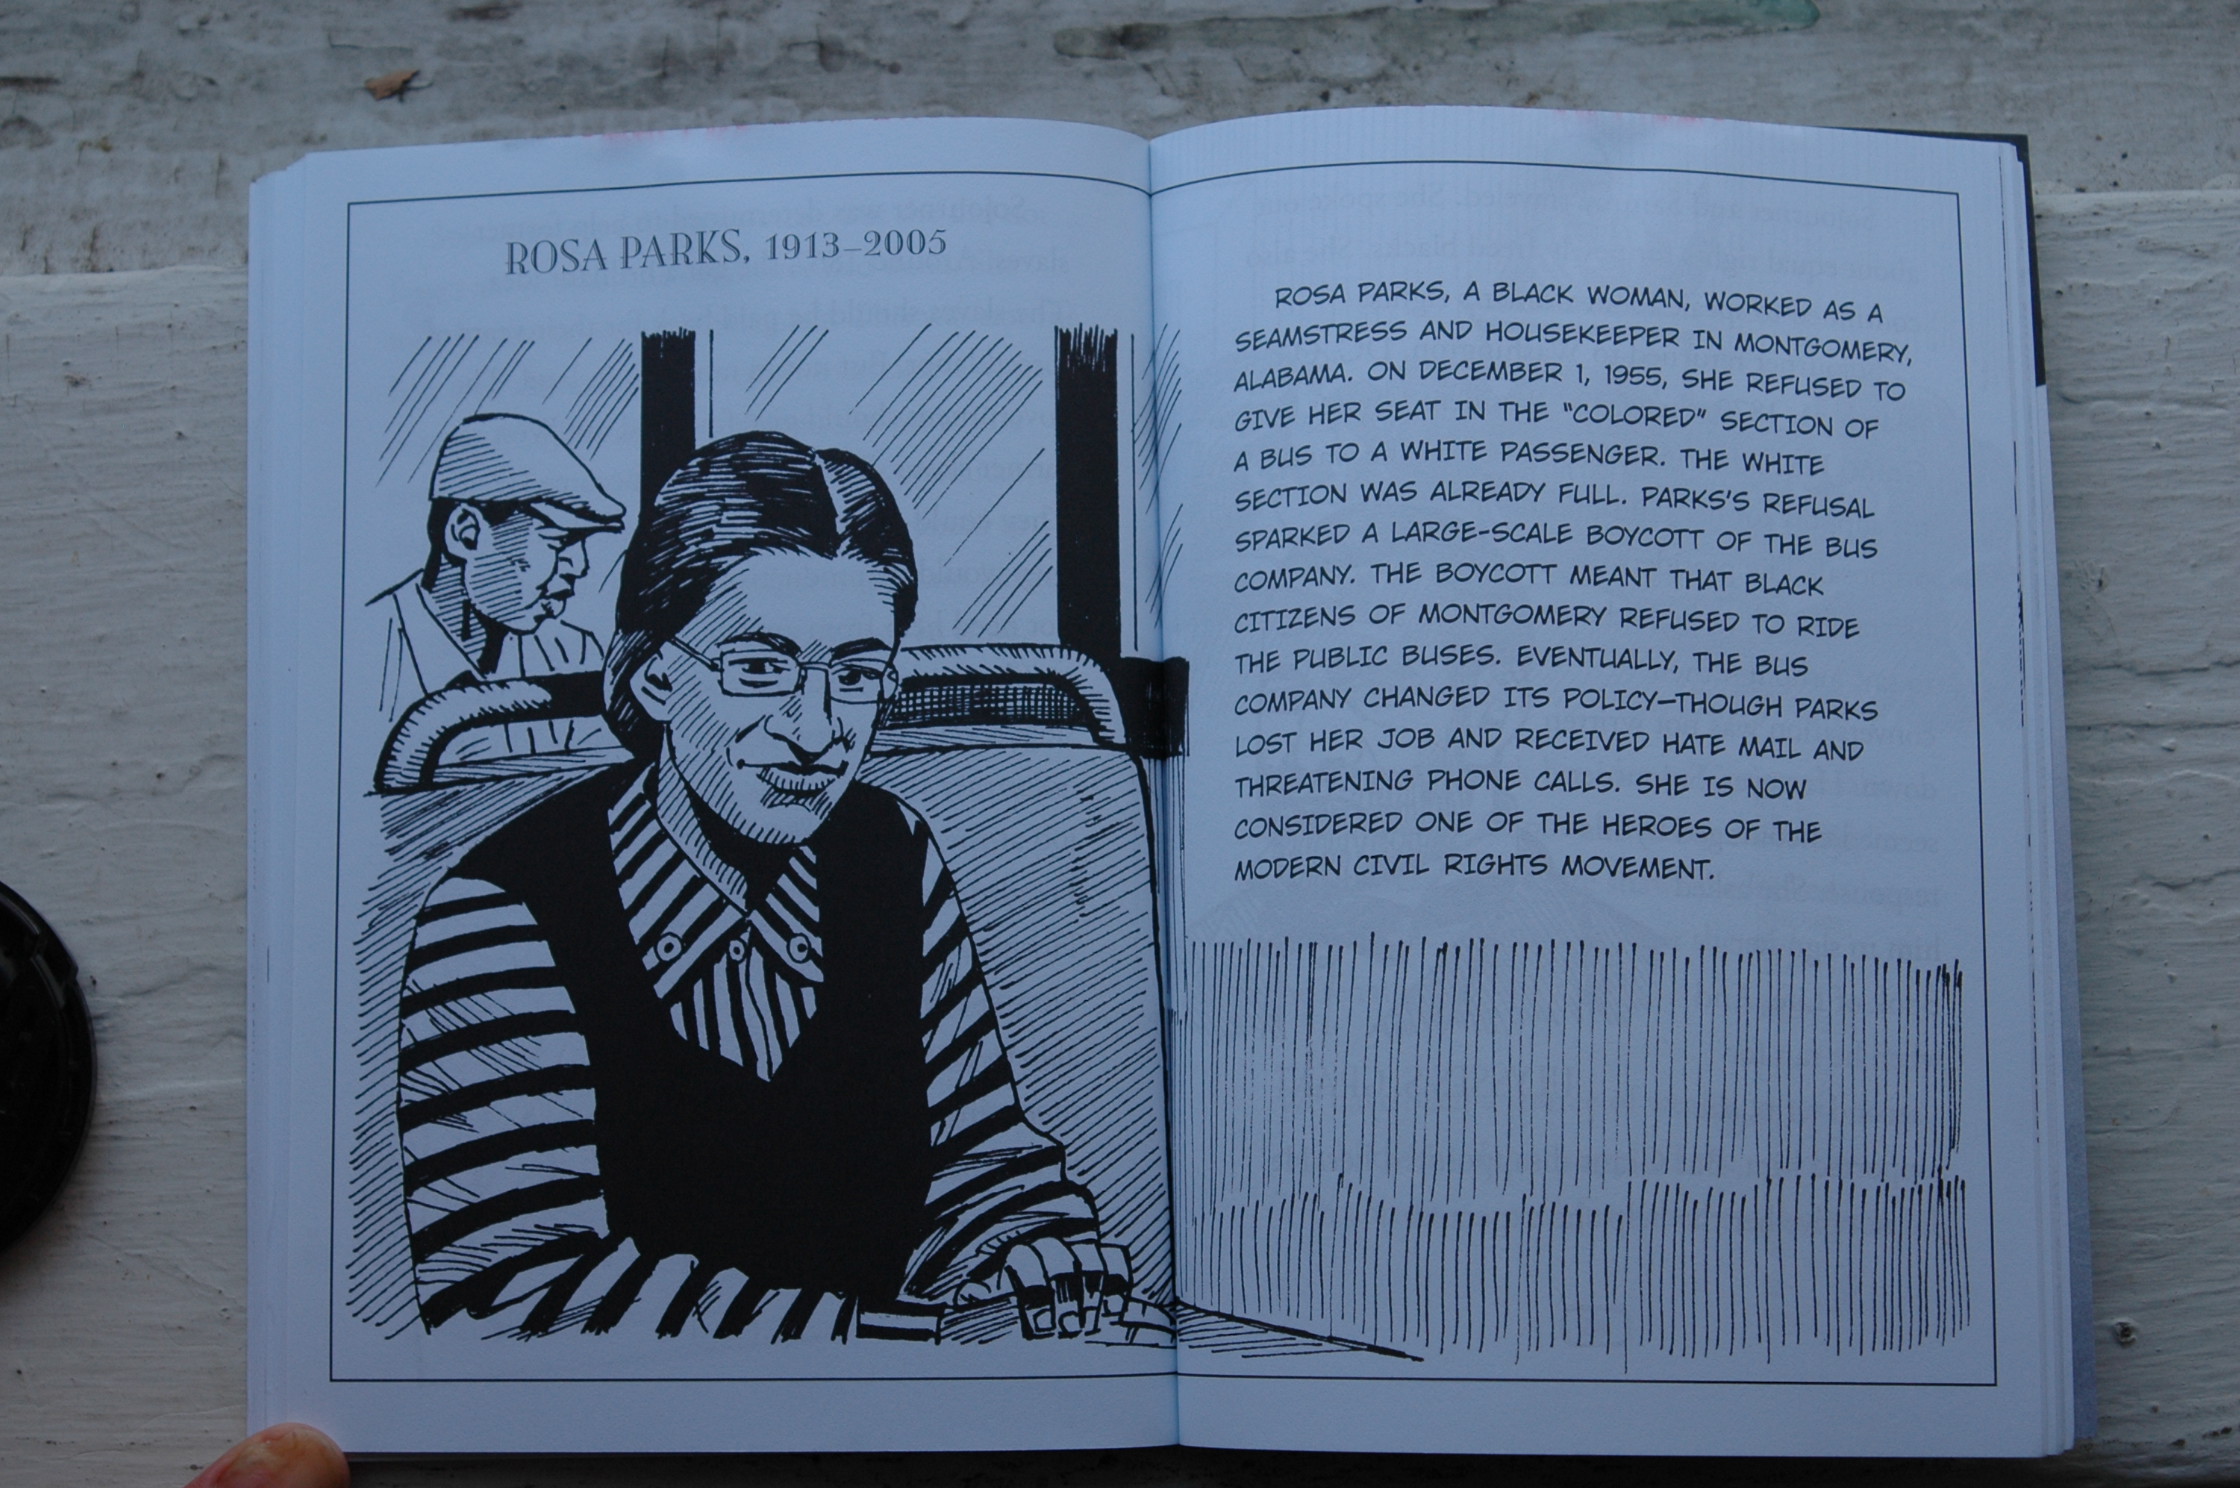 ROSA PARKS, 1913–2005
ROSA PARKS, A BLACK WOMAN, WORKED AS A
SEAMSTRESS AND HOUSEKEEPER IN MONTGOMERY,
ALABAMA. ON DECEMBER 1, 1955, SHE REFUSED TO
GIVE HER SEAT IN THE "COLORED" SECTION OF
A BUS TO A WHITE PASSENGER. THE WHITE
SECTION WAS ALREADY FULL. PARKS'S REFUSAL
SPARKED A LARGE-SCALE BOYCOTT OF THE BUS
COMPANY. THE BOYCOTT MEANT THAT BLACK
CITIZENS OF MONTGOMERY REFUSED TO RIDE
THE PUBLIC BUSES. EVENTUALLY, THE BUS
COMPANY CHANGED ITS POLICY—THOUGH PARKS
LOST HER JOB AND RECEIVED HATE MAIL AND
THREATENING PHONE CALLS. SHE IS NOW
CONSIDERED ONE OF THE HEROES OF THE
MODERN CIVIL RIGHTS MOVEMENT.